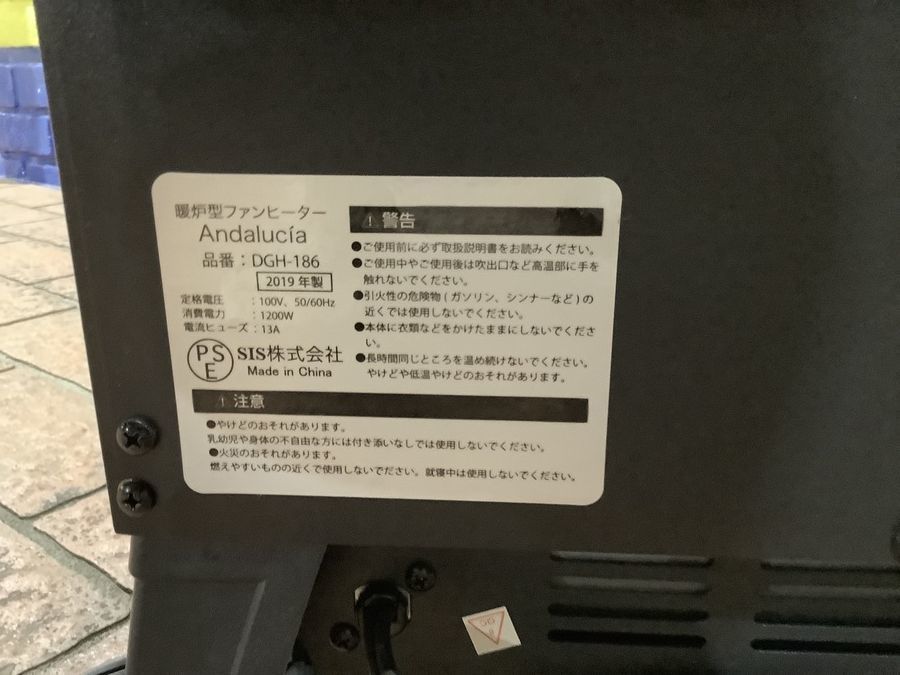 暖炉型ファンヒーター
Andalucía
品番：DGH-186
2019 年製
定格電圧　：100V、50/60Hz
消費電力　：1200W
電流ヒューズ：13A
PSE
SIS株式会社
Made in China
! 警告
●ご使用前に必ず取扱説明書をお読みください。
●ご使用中やご使用後は吹出口など高温部に手を
触れないでください。
●引火性の危険物 ( ガソリン、シンナーなど ) の
近くでは使用しないでください。
●本体に衣類などをかけたままにしないでくださ
い。
●長時間同じところを温め続けないでください。
やけどや低温やけどのおそれがあります。
! 注意
●やけどのおそれがあります。
乳幼児や身体の不自由な方には付き添いなしでは使用しないでください。
●火災のおそれがあります。
燃えやすいものの近くで使用しないでださい。就寝中は使用しないでください。